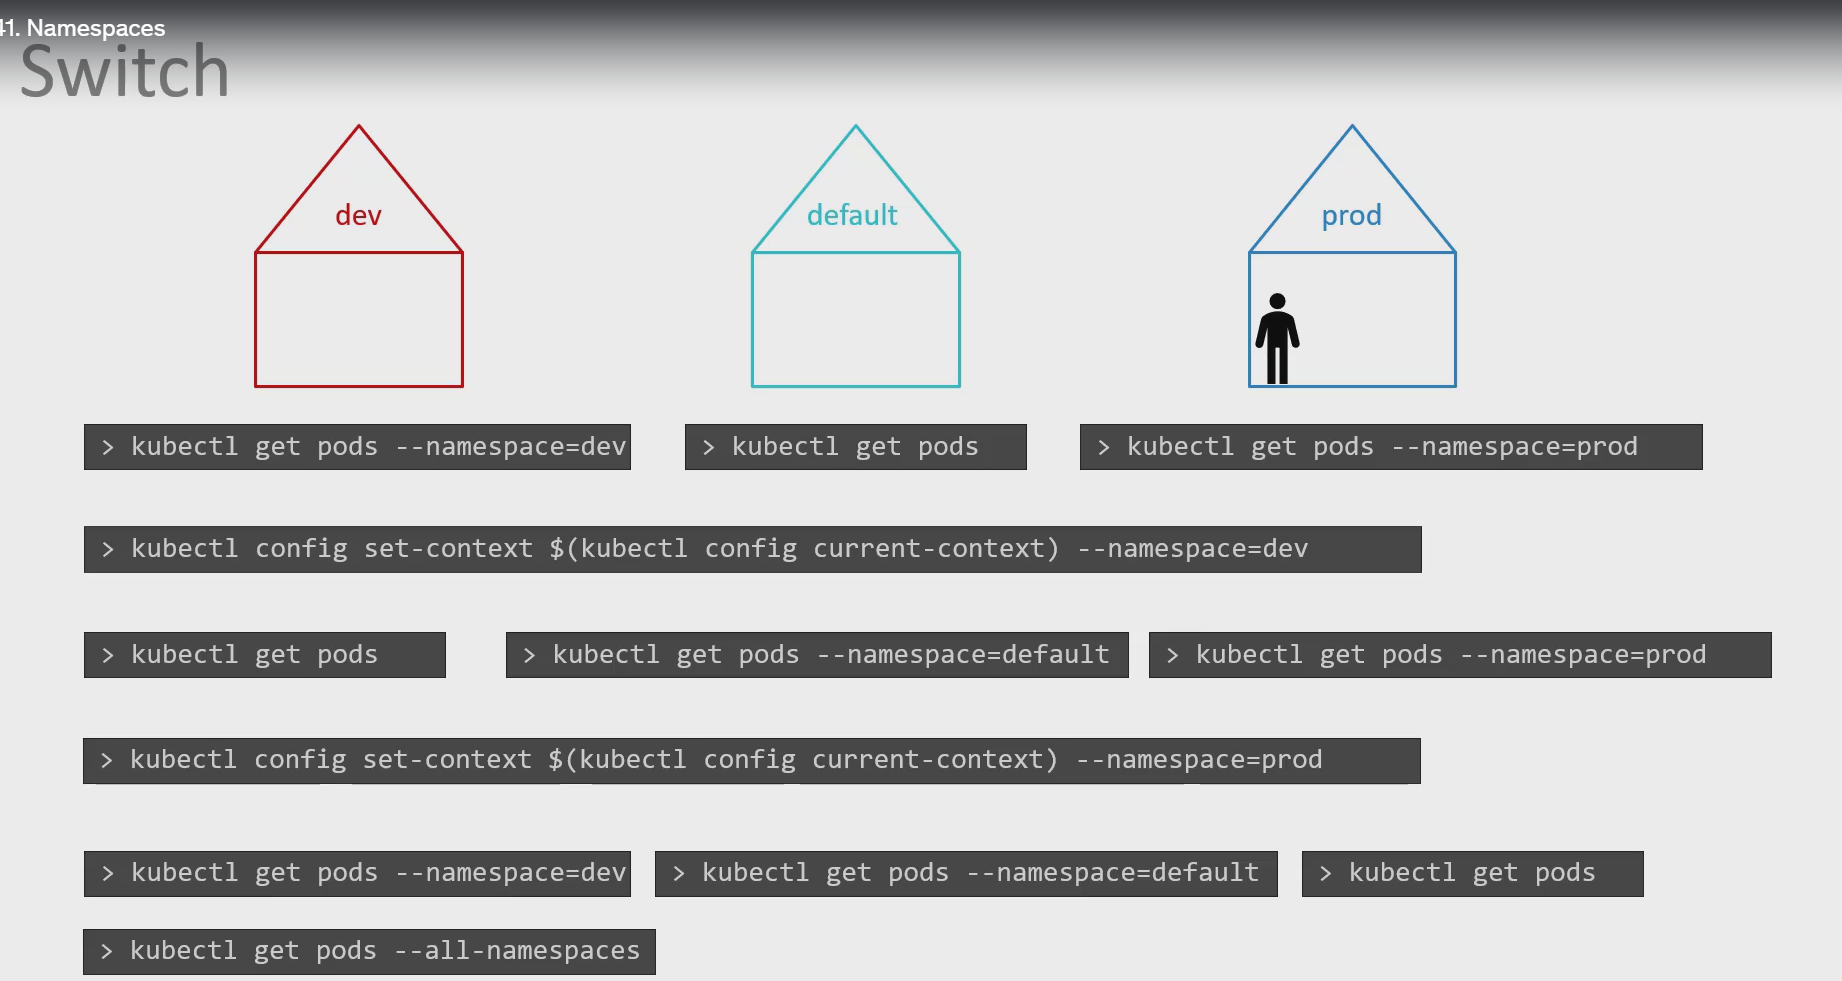 41. Namespaces
Switch
dev
default
prod
> kubectl get pods --namespace=dev
> kubectl get pods
> kubectl get pods --namespace=prod
> kubectl config set-context $(kubectl config current-context) --namespace=dev
> kubectl get pods
> kubectl get pods --namespace=default
> kubectl get pods --namespace=prod
> kubectl config set-context $(kubectl config current-context) --namespace=prod
> kubectl get pods --namespace=dev
> kubectl get pods --namespace=default
> kubectl get pods
> kubectl get pods --all-namespaces